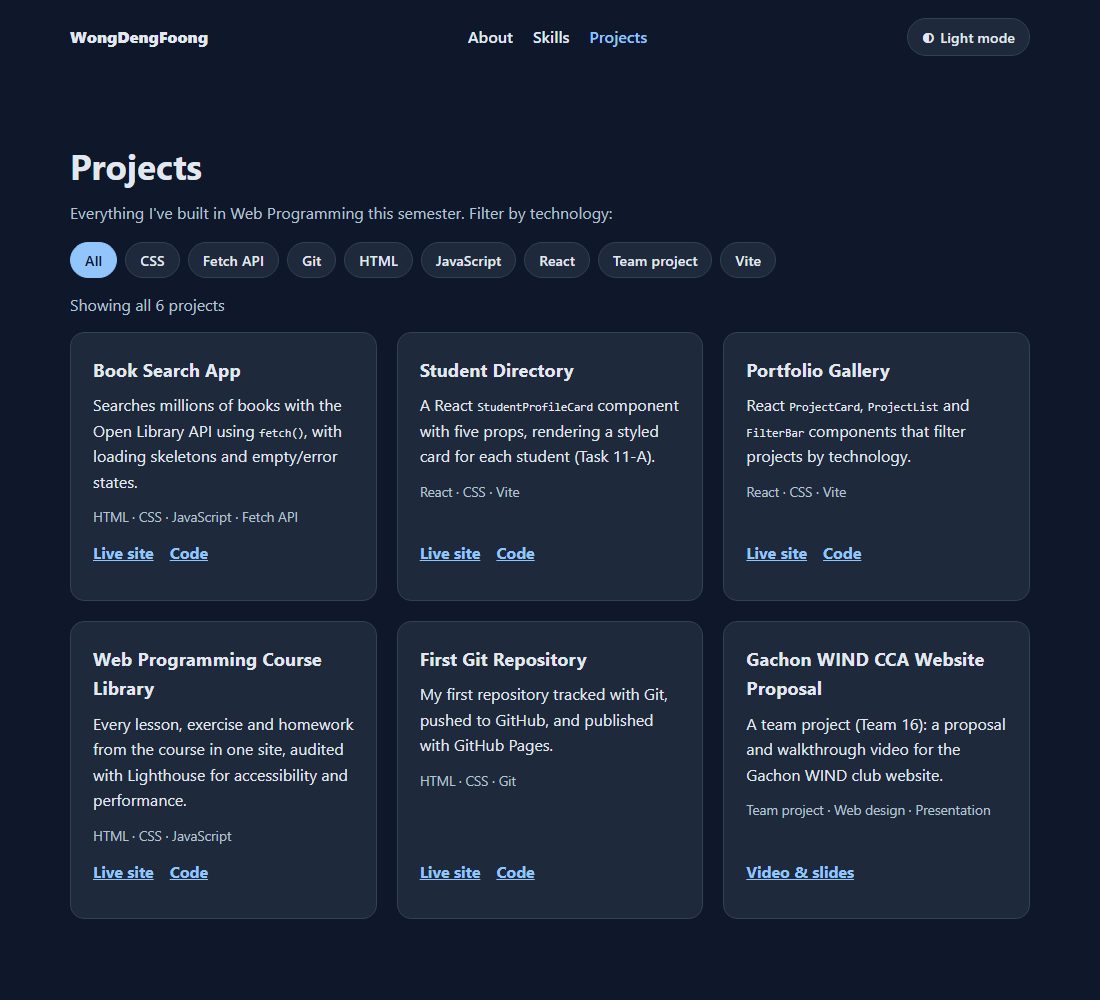 WongDengFoong
About Skills Projects
Light mode
Projects
Everything I've built in Web Programming this semester. Filter by technology:
All CSS Fetch API Git HTML JavaScript React Team project Vite
Showing all 6 projects
Book Search App
Searches millions of books with the
Open Library API using fetch(), with
loading skeletons and empty/error
states.
HTML · CSS · JavaScript · Fetch API
Live site Code
Student Directory
A React StudentProfileCard component
with five props, rendering a styled
card for each student (Task 11-A).
React · CSS · Vite
Live site Code
Portfolio Gallery
React ProjectCard, ProjectList and
FilterBar components that filter
projects by technology.
React · CSS · Vite
Live site Code
Web Programming Course
Library
Every lesson, exercise and homework
from the course in one site, audited
with Lighthouse for accessibility and
performance.
HTML · CSS · JavaScript
Live site Code
First Git Repository
My first repository tracked with Git,
pushed to GitHub, and published
with GitHub Pages.
HTML · CSS · Git
Live site Code
Gachon WIND CCA Website
Proposal
A team project (Team 16): a proposal
and walkthrough video for the
Gachon WIND club website.
Team project · Web design · Presentation
Video & slides